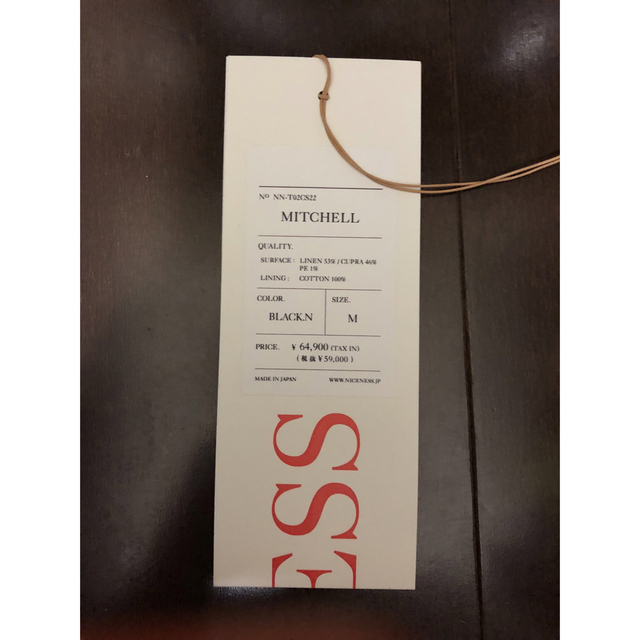 Nº NN-T02CS22
MITCHELL
QUALITY.
SURFACE : LINEN 53% / CUPRA 46%
PE 1%
LINING : COTTON 100%
COLOR. SIZE.
BLACK.N M
PRICE. ¥ 64,900 (TAX IN)
( 税 抜 ¥ 59,000 )
MADE IN JAPAN WWW.NICENESS.JP
ESS